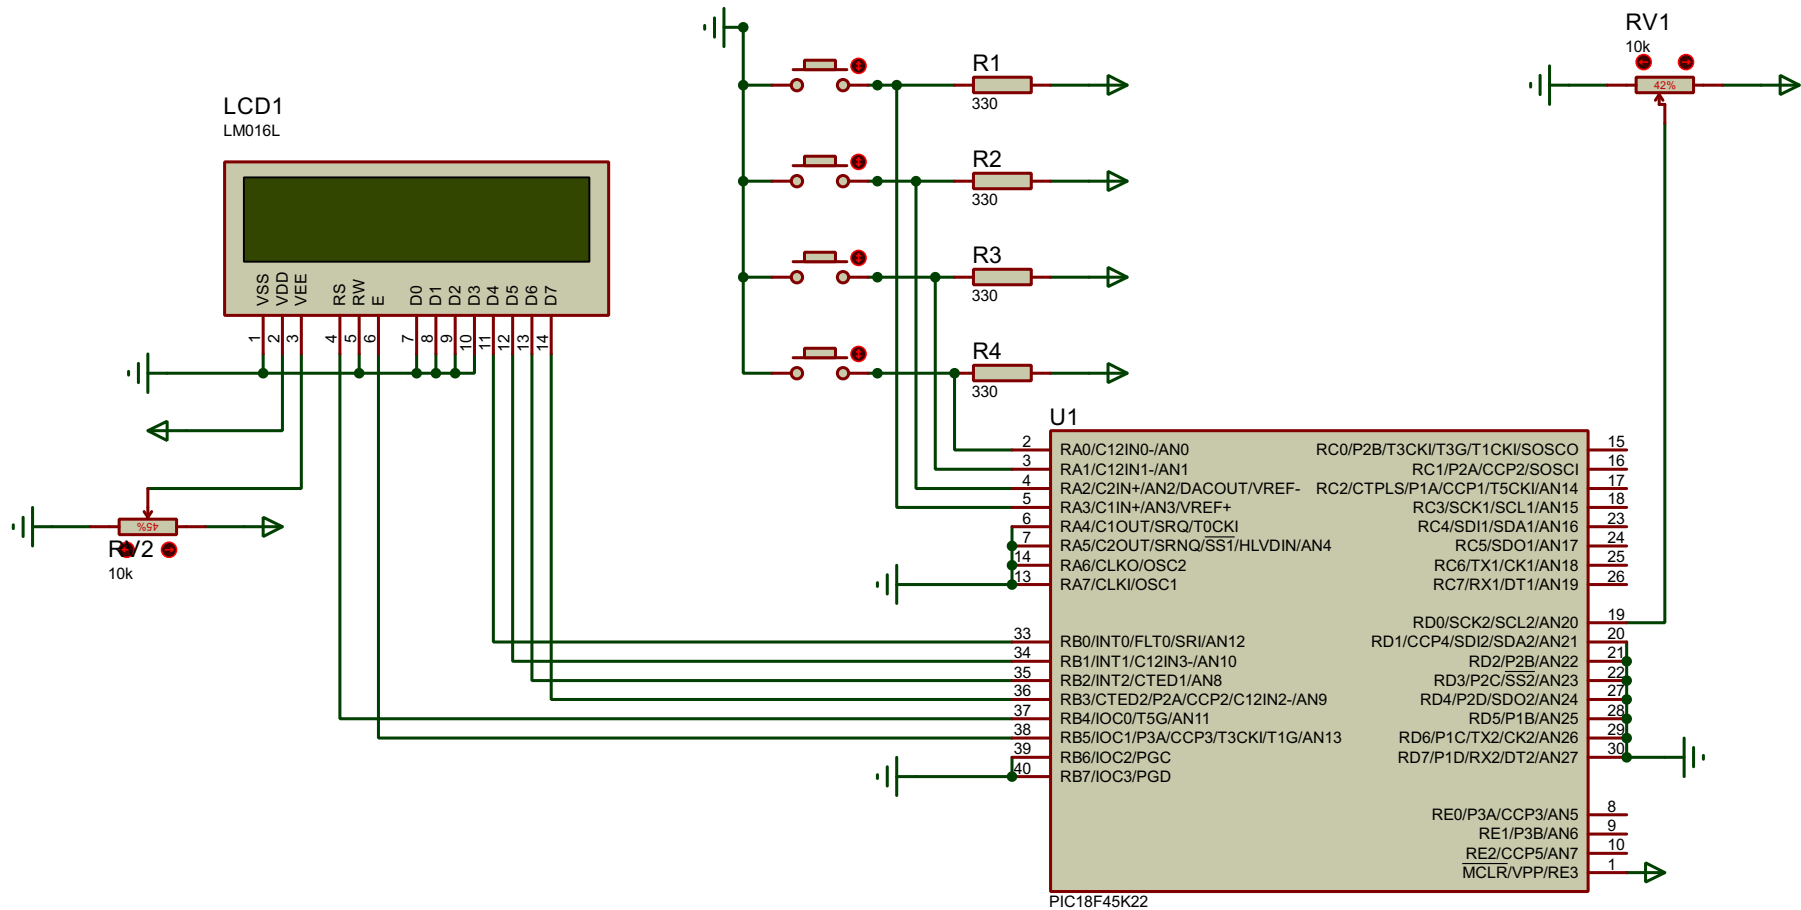 RV1
10k
42%
R1
330
R2
330
R3
330
R4
330
LCD1
LM016L
VSS
VDD
VEE
RS
RW
E
D0
D1
D2
D3
D4
D5
D6
D7
1
2
3
4
5
6
7
8
9
10
11
12
13
14
45%
RV2
10k
U1
2 RA0/C12IN0-/AN0
3 RA1/C12IN1-/AN1
4 RA2/C2IN+/AN2/DACOUT/VREF-
5 RA3/C1IN+/AN3/VREF+
6 RA4/C1OUT/SRQ/T0CKI
7 RA5/C2OUT/SRNQ/SS1/HLVDIN/AN4
14 RA6/CLKO/OSC2
13 RA7/CLKI/OSC1
33 RB0/INT0/FLT0/SRI/AN12
34 RB1/INT1/C12IN3-/AN10
35 RB2/INT2/CTED1/AN8
36 RB3/CTED2/P2A/CCP2/C12IN2-/AN9
37 RB4/IOC0/T5G/AN11
38 RB5/IOC1/P3A/CCP3/T3CKI/T1G/AN13
39 RB6/IOC2/PGC
40 RB7/IOC3/PGD
RC0/P2B/T3CKI/T3G/T1CKI/SOSCO 15
RC1/P2A/CCP2/SOSCI 16
RC2/CTPLS/P1A/CCP1/T5CKI/AN14 17
RC3/SCK1/SCL1/AN15 18
RC4/SDI1/SDA1/AN16 23
RC5/SDO1/AN17 24
RC6/TX1/CK1/AN18 25
RC7/RX1/DT1/AN19 26
RD0/SCK2/SCL2/AN20 19
RD1/CCP4/SDI2/SDA2/AN21 20
RD2/P2B/AN22 21
RD3/P2C/SS2/AN23 22
RD4/P2D/SDO2/AN24 27
RD5/P1B/AN25 28
RD6/P1C/TX2/CK2/AN26 29
RD7/P1D/RX2/DT2/AN27 30
RE0/P3A/CCP3/AN5 8
RE1/P3B/AN6 9
RE2/CCP5/AN7 10
MCLR/VPP/RE3 1
PIC18F45K22